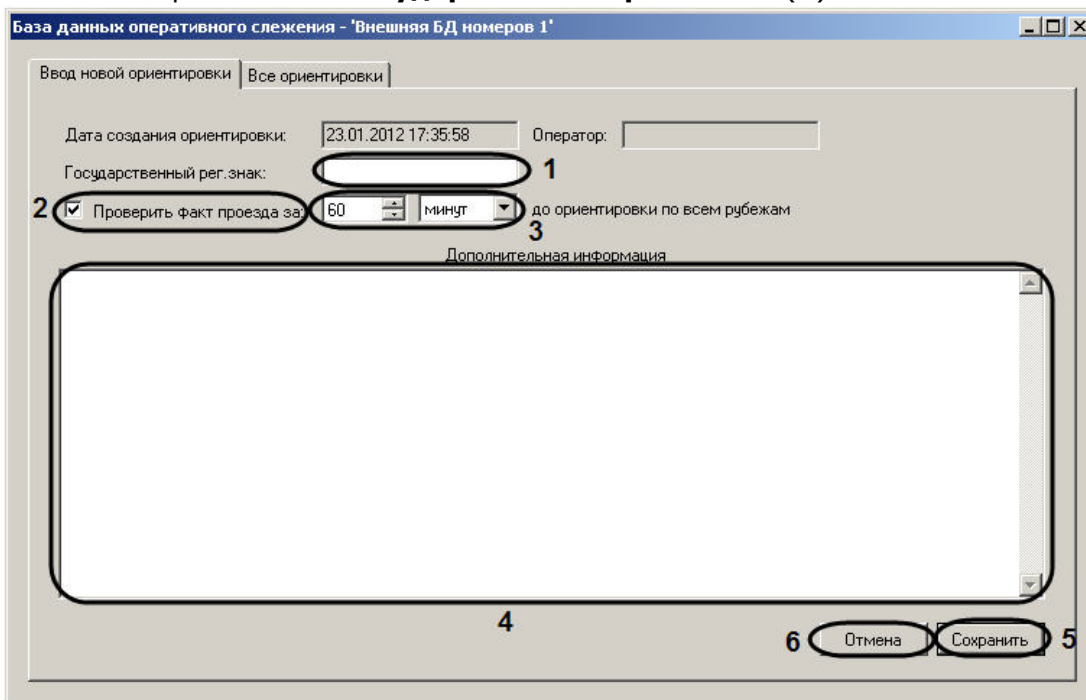 База данных оперативного слежения - 'Внешняя БД номеров 1'
Ввод новой ориентировки Все ориентировки
Дата создания ориентировки: 23.01.2012 17:35:58 Оператор:
Государственный рег.знак: 1
2 Проверить факт проезда за: 60 минут до ориентировки по всем рубежам
3
Дополнительная информация
4
6 Отмена Сохранить 5